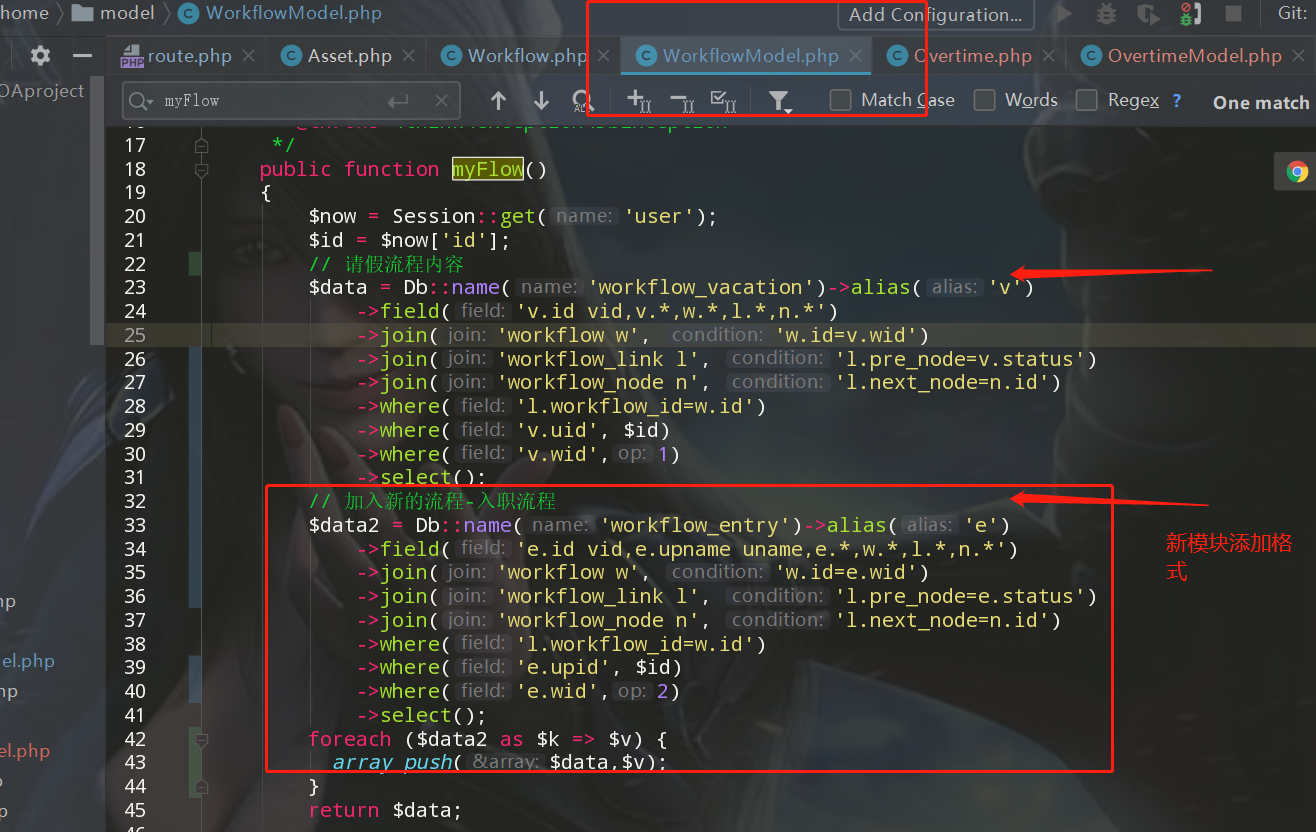 home model WorkflowModel.php Add Configuration... Git:
route.php Asset.php Workflow.php WorkflowModel.php Overtime.php OvertimeModel.php
OAproject
myFlow Match Case Words Regex ? One match
17 */
18 public function myFlow()
19 {
20 $now = Session::get( name: 'user');
21 $id = $now['id'];
22 // 请假流程内容
23 $data = Db::name( name: 'workflow_vacation')->alias( alias: 'v')
24 ->field( field: 'v.id vid,v.*,w.*,l.*,n.*')
25 ->join( join: 'workflow w', condition: 'w.id=v.wid')
26 ->join( join: 'workflow_link l', condition: 'l.pre_node=v.status')
27 ->join( join: 'workflow_node n', condition: 'l.next_node=n.id')
28 ->where( field: 'l.workflow_id=w.id')
29 ->where( field: 'v.uid', $id)
30 ->where( field: 'v.wid', op: 1)
31 ->select();
32 // 加入新的流程-入职流程
33 $data2 = Db::name( name: 'workflow_entry')->alias( alias: 'e')
34 ->field( field: 'e.id vid,e.upname uname,e.*,w.*,l.*,n.*')
35 ->join( join: 'workflow w', condition: 'w.id=e.wid')
36 ->join( join: 'workflow_link l', condition: 'l.pre_node=e.status')
37 ->join( join: 'workflow_node n', condition: 'l.next_node=n.id')
38 ->where( field: 'l.workflow_id=w.id')
39 ->where( field: 'e.upid', $id)
40 ->where( field: 'e.wid', op: 2)
41 ->select();
42 foreach ($data2 as $k => $v) {
43 array_push( &array: $data,$v);
44 }
45 return $data;
新模块添加格
式
el.php
el.php